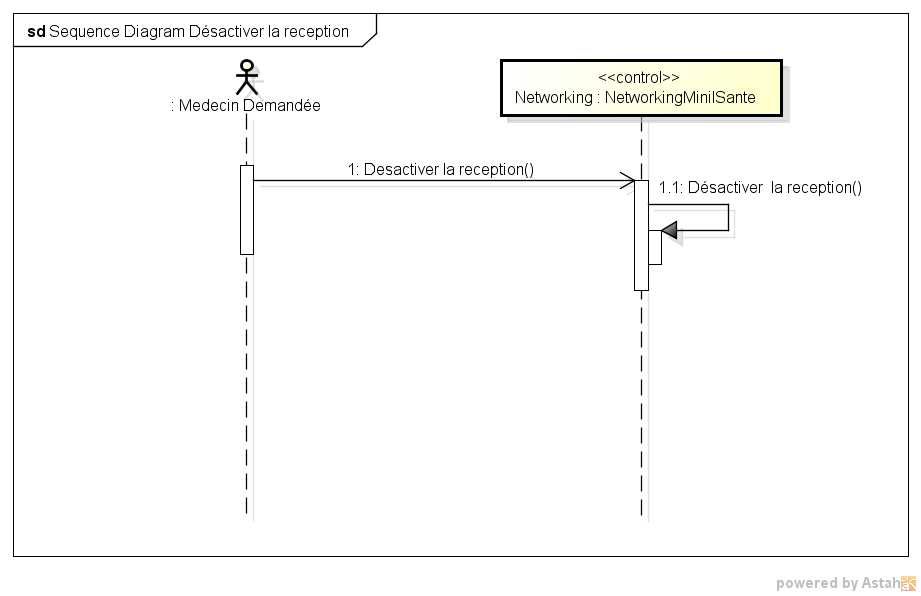 sd Sequence Diagram Désactiver la reception
: Medecin Demandée
<<control>>
Networking : NetworkingMinilSante
1: Desactiver la reception()
1.1: Désactiver  la reception()
powered by Astah